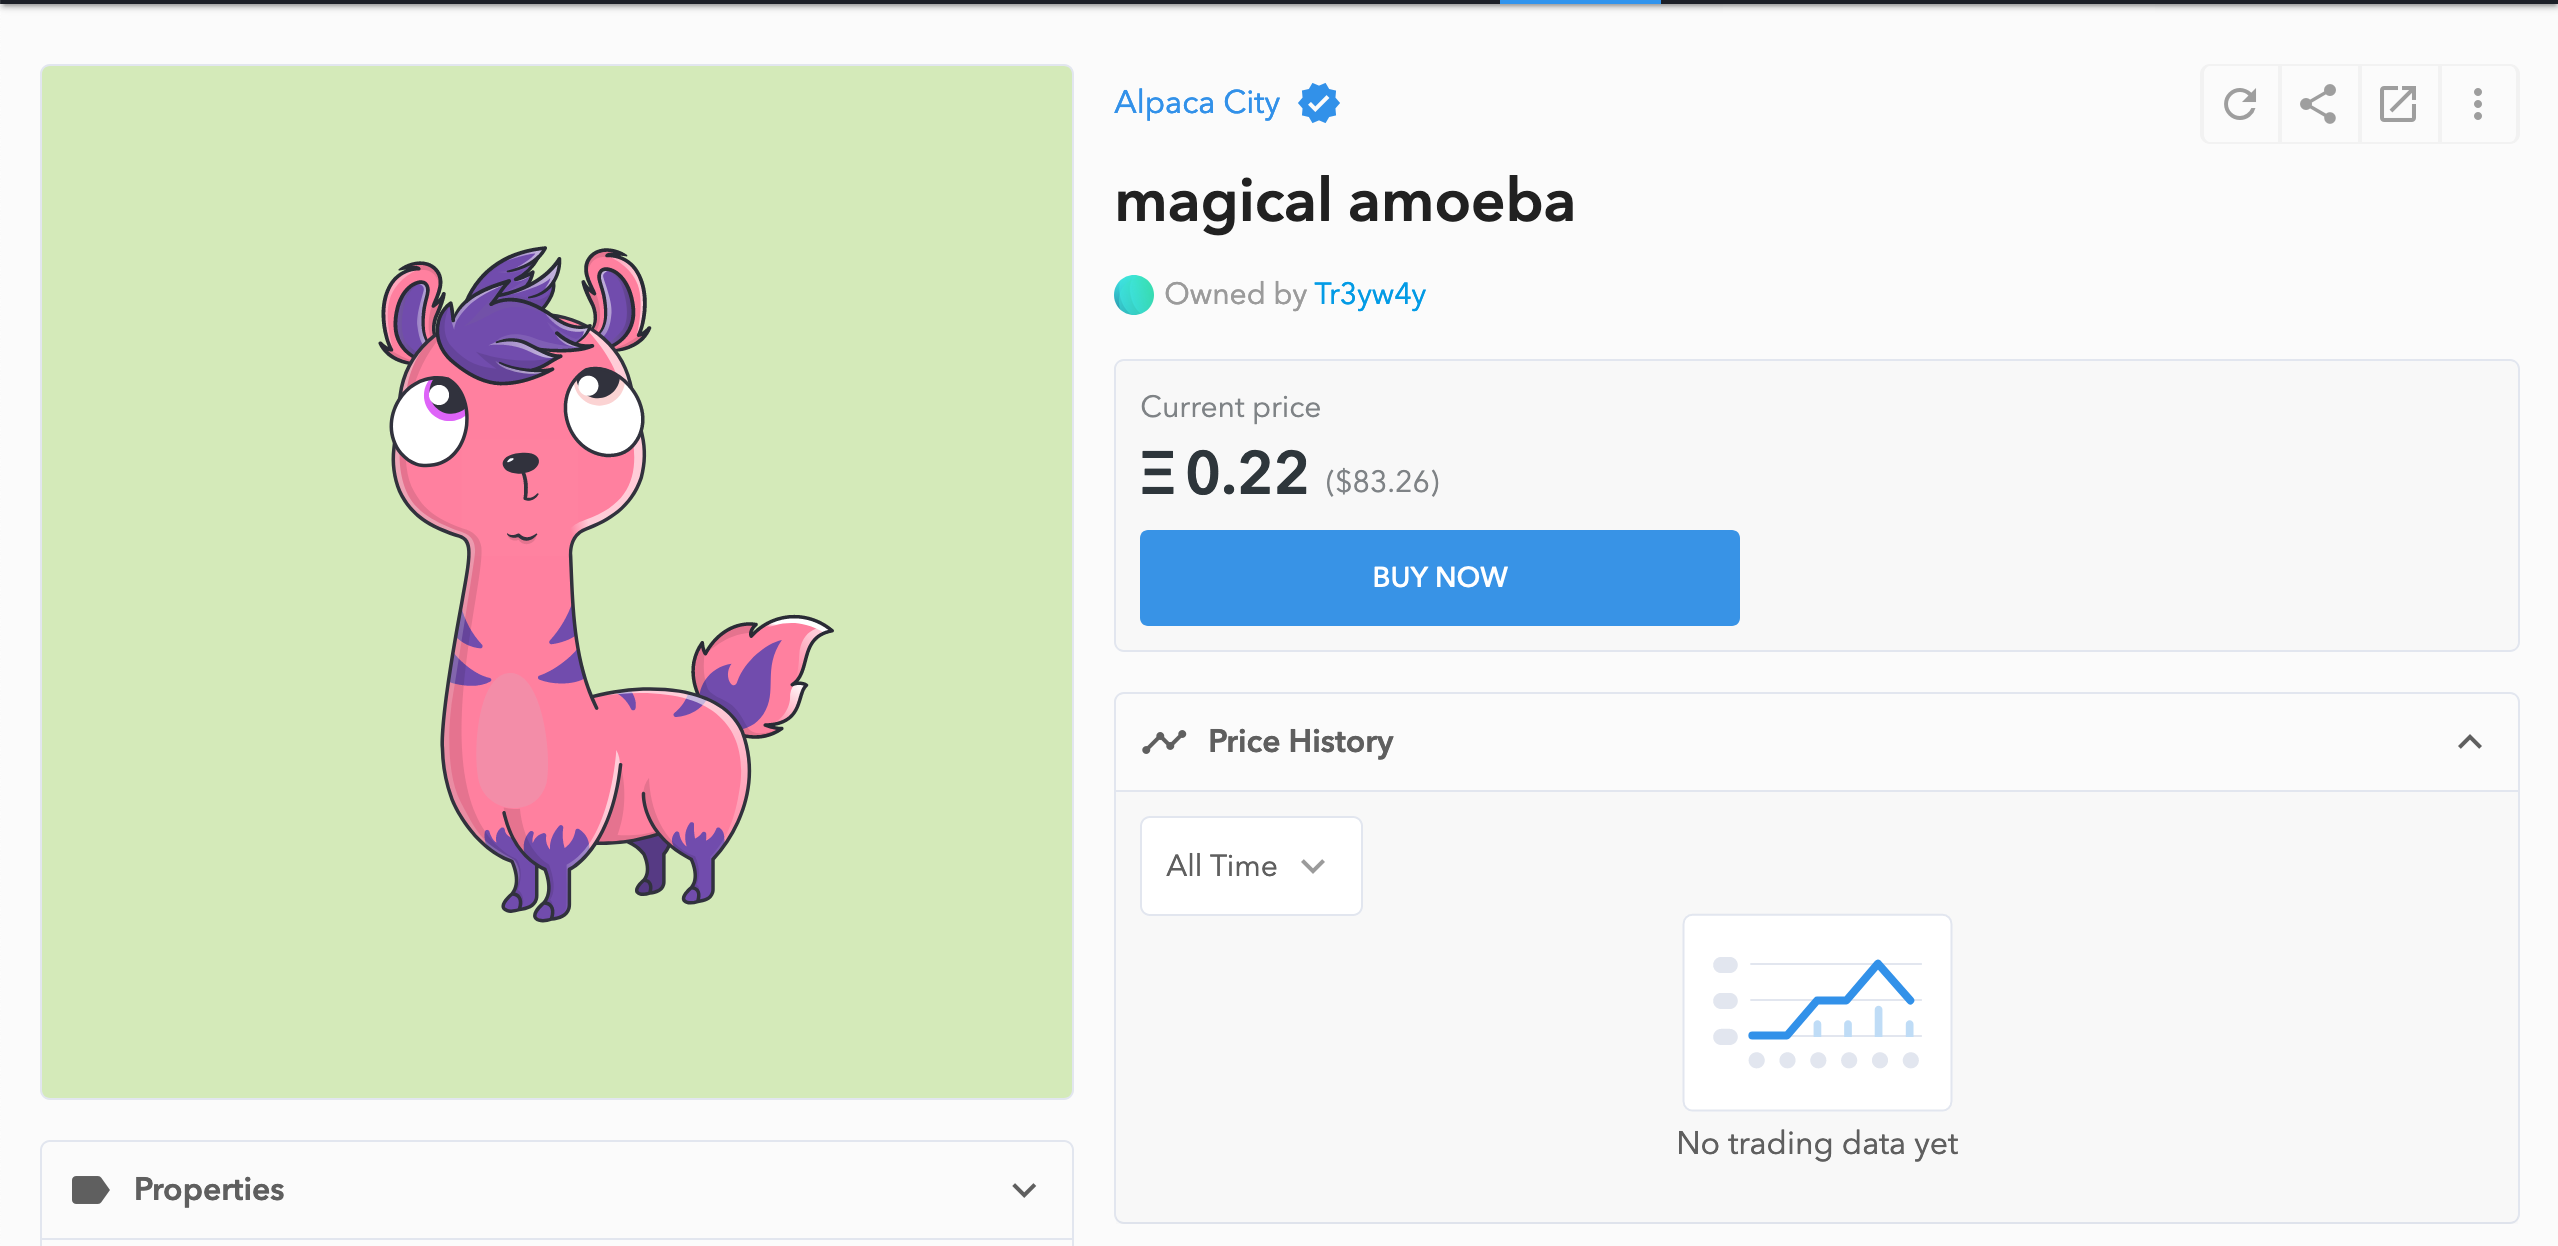 Alpaca City
magical amoeba
Owned by Tr3yw4y
Current price
Ξ 0.22 ($83.26)
BUY NOW
Price History
All Time
No trading data yet
Properties